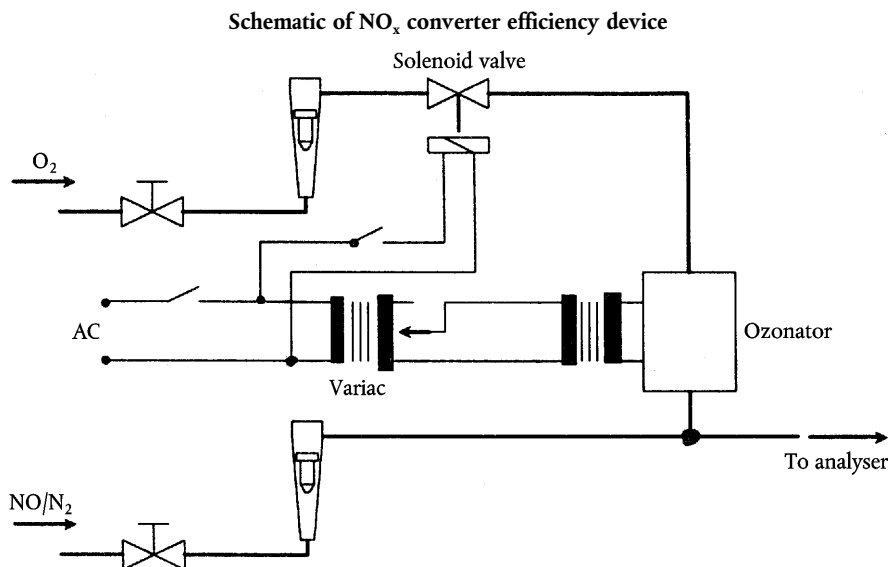 Schematic of NOx converter efficiency device
Solenoid valve
O2
AC
Ozonator
Variac
To analyser
NO/N2